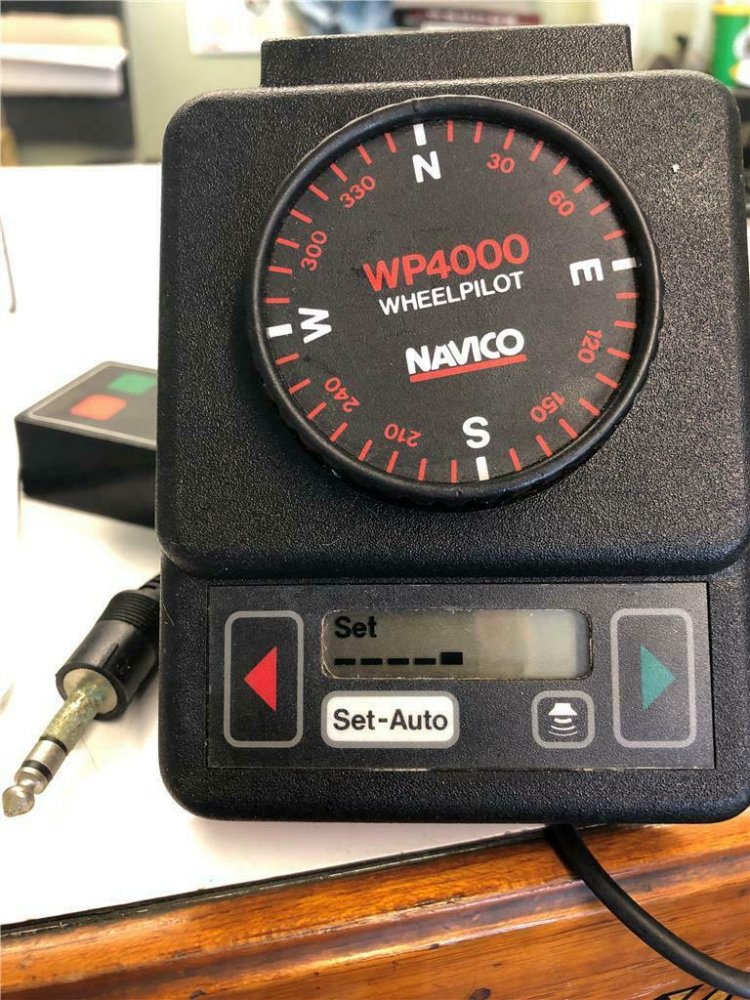 N
30
60
E
120
150
S
210
240
W
300
330
WP4000
WHEELPILOT
NAVICO
Set
Set-Auto